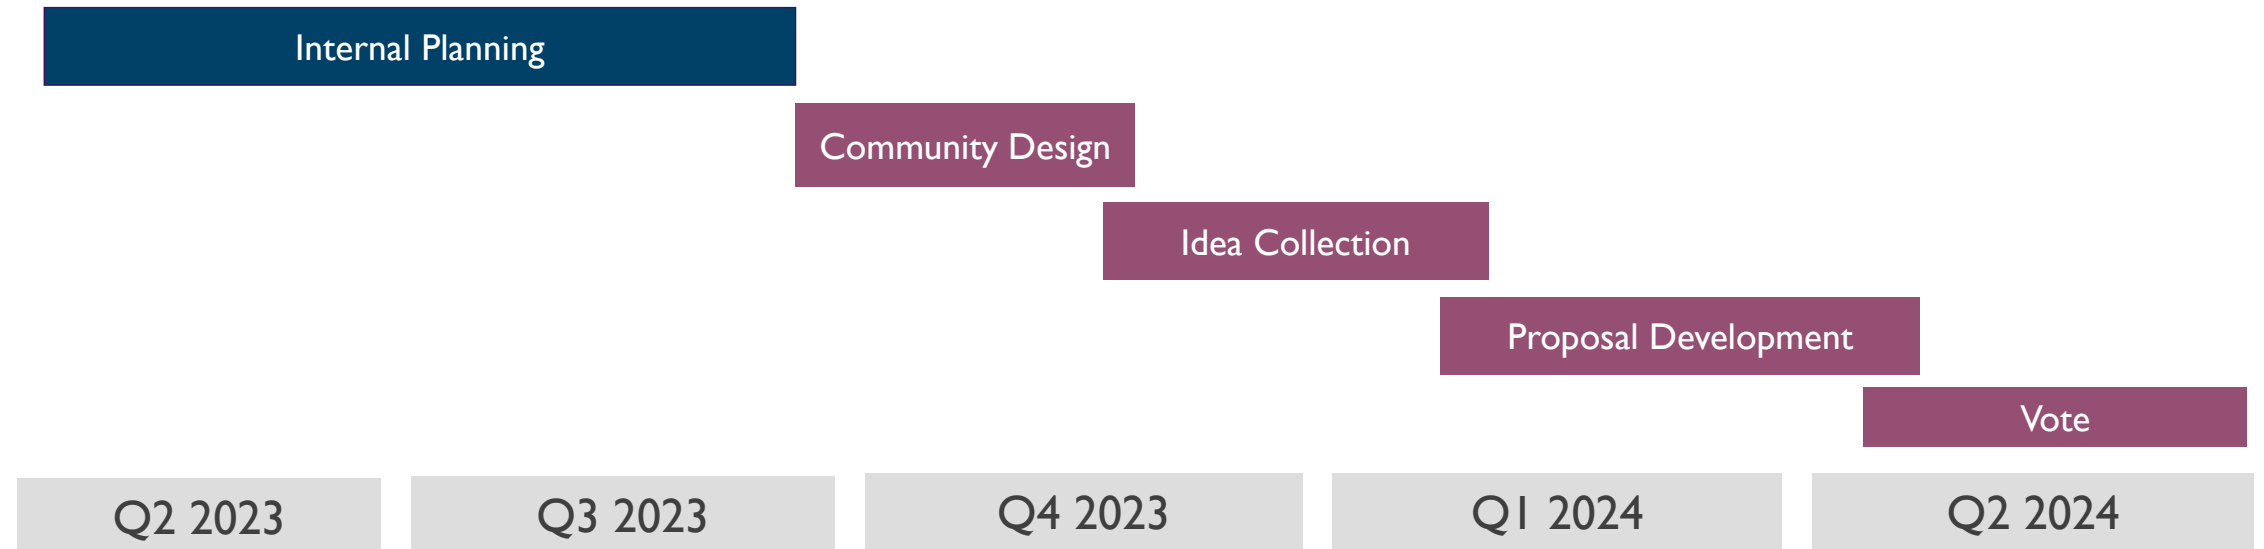 Internal Planning
Community Design
Idea Collection
Proposal Development
Vote
Q2 2023
Q3 2023
Q4 2023
Q1 2024
Q2 2024